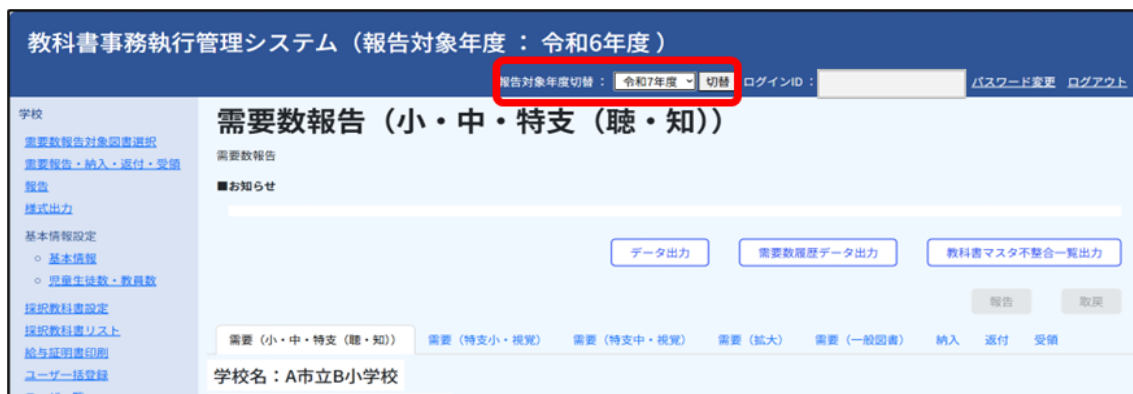 教科書事務執行管理システム（報告対象年度 ： 令和6年度 ）
報告対象年度切替 ： 令和7年度 切替 ログインID ： パスワード変更 ログアウト
学校
需要数報告対象図書選択
需要報告・納入・返付・受領
報告
様式出力
基本情報設定
基本情報
児童生徒数・教員数
採択教科書設定
採択教科書リスト
給与証明書印刷
ユーザ一括登録
需要数報告（小・中・特支（聴・知））
需要数報告
■お知らせ
データ出力 需要数履歴データ出力 教科書マスタ不整合一覧出力
報告 取戻
需要（小・中・特支（聴・知）） 需要（特支小・視覚） 需要（特支中・視覚） 需要（拡大） 需要（一般図書） 納入 返付 受領
学校名：A市立B小学校